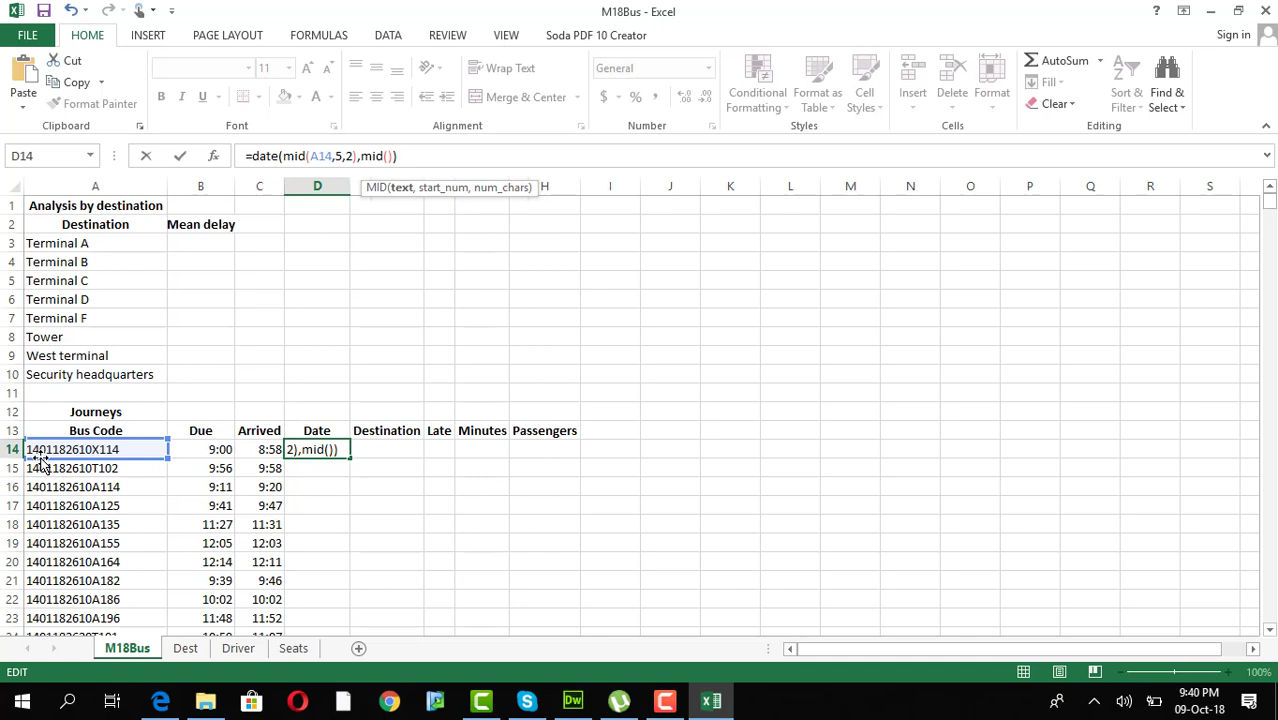 M18Bus - Excel
?
FILE HOME INSERT PAGE LAYOUT FORMULAS DATA REVIEW VIEW Soda PDF 10 Creator Sign in
Paste Cut Copy Format Painter
11 A A B I U A
Wrap Text Merge & Center
General $ % ,
Conditional Formatting Format as Table Cell Styles
Insert Delete Format
AutoSum Fill Clear Sort & Filter Find & Select
Clipboard Font Alignment Number Styles Cells Editing
D14 fx =date(mid(A14,5,2),mid())
MID(text, start_num, num_chars)
A B C D H I J K L M N O P Q R S
1 Analysis by destination
2 Destination Mean delay
3 Terminal A
4 Terminal B
5 Terminal C
6 Terminal D
7 Terminal F
8 Tower
9 West terminal
10 Security headquarters
11
12 Journeys
13 Bus Code Due Arrived Date Destination Late Minutes Passengers
14 1401182610X114 9:00 8:58 2),mid())
15 1401182610T102 9:56 9:58
16 1401182610A114 9:11 9:20
17 1401182610A125 9:41 9:47
18 1401182610A135 11:27 11:31
19 1401182610A155 12:05 12:03
20 1401182610A164 12:14 12:11
21 1401182610A182 9:39 9:46
22 1401182610A186 10:02 10:02
23 1401182610A196 11:48 11:52
M18Bus Dest Driver Seats
EDIT 100%
9:40 PM
09-Oct-18